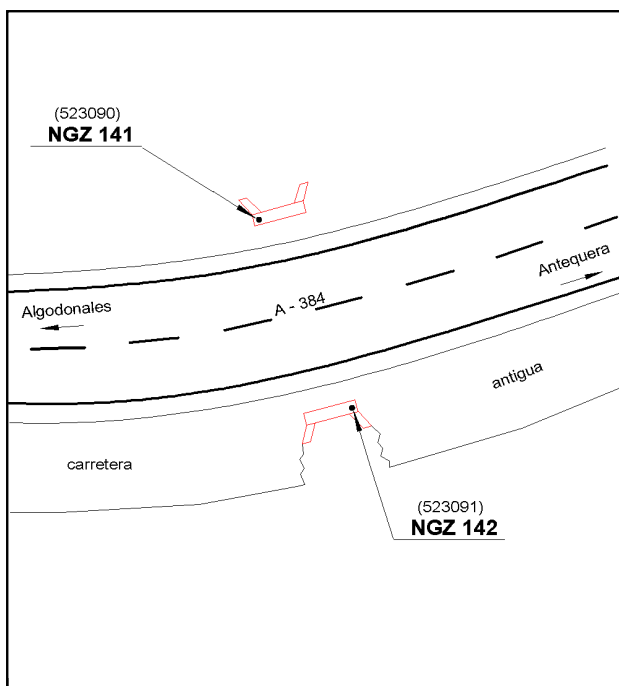 (523090)
NGZ 141
Antequera
A - 384
Algodonales
antigua
carretera
(523091)
NGZ 142